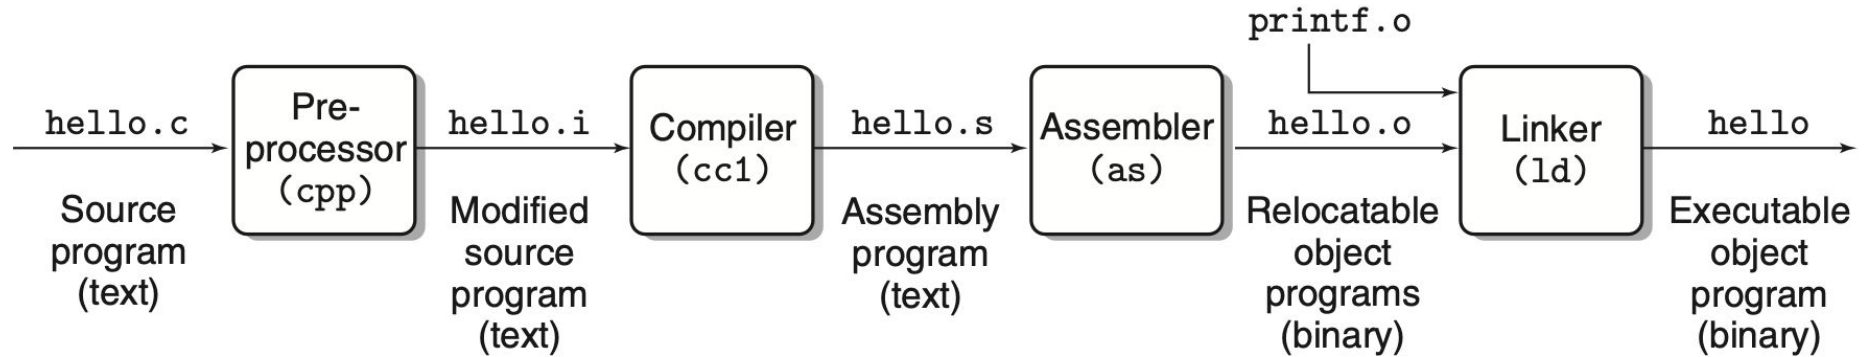 printf.o
hello.c
Pre-
processor
(cpp)
hello.i
Compiler
(cc1)
hello.s
Assembler
(as)
hello.o
Linker
(ld)
hello
Source
program
(text)
Modified
source
program
(text)
Assembly
program
(text)
Relocatable
object
programs
(binary)
Executable
object
program
(binary)